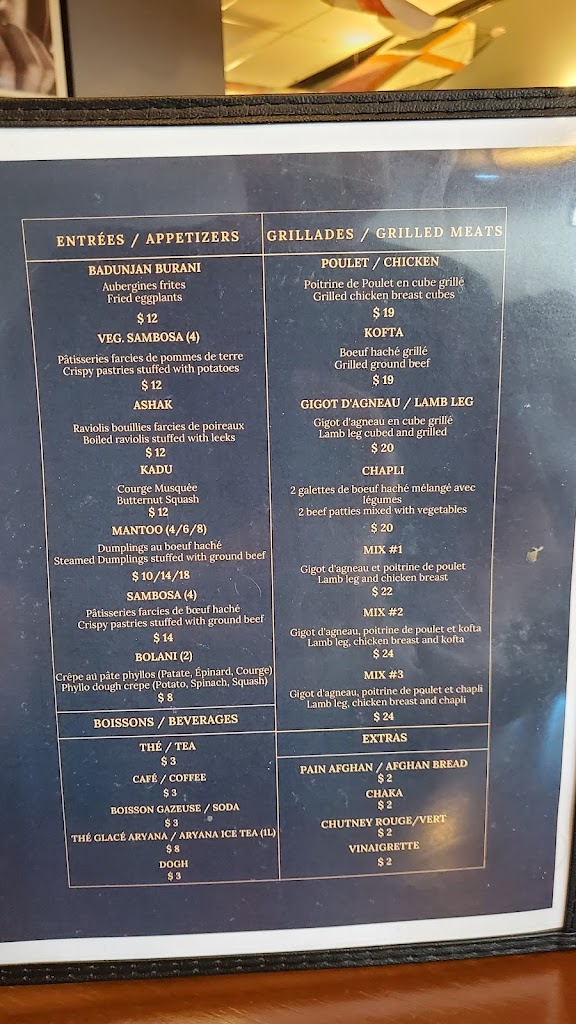 ENTRÉES / APPETIZERS
BADUNJAN BURANI
Aubergines frites
Fried eggplants
$ 12
VEG. SAMBOSA (4)
Pâtisseries farcies de pommes de terre
Crispy pastries stuffed with potatoes
$ 12
ASHAK
Raviolis bouillies farcies de poireaux
Boiled raviolis stuffed with leeks
$ 12
KADU
Courge Musquée
Butternut Squash
$ 12
MANTOO (4/6/8)
Dumplings au boeuf haché
Steamed Dumplings stuffed with ground beef
$ 10/14/18
SAMBOSA (4)
Pâtisseries farcies de bœuf haché
Crispy pastries stuffed with ground beef
$ 14
BOLANI (2)
Crêpe au pâte phyllos (Patate, Épinard, Courge)
Phyllo dough crepe (Potato, Spinach, Squash)
$ 8
BOISSONS / BEVERAGES
THÉ / TEA
$ 3
CAFÉ / COFFEE
$ 3
BOISSON GAZEUSE / SODA
$ 3
THÉ GLACÉ ARYANA / ARYANA ICE TEA (1L)
$ 8
DOGH
$ 3
GRILLADES / GRILLED MEATS
POULET / CHICKEN
Poitrine de Poulet en cube grillé
Grilled chicken breast cubes
$ 19
KOFTA
Boeuf haché grillé
Grilled ground beef
$ 19
GIGOT D'AGNEAU / LAMB LEG
Gigot d'agneau en cube grillé
Lamb leg cubed and grilled
$ 20
CHAPLI
2 galettes de boeuf haché mélangé avec
légumes
2 beef patties mixed with vegetables
$ 20
MIX #1
Gigot d'agneau et poitrine de poulet
Lamb leg and chicken breast
$ 22
MIX #2
Gigot d'agneau, poitrine de poulet et kofta
Lamb leg, chicken breast and kofta
$ 24
MIX #3
Gigot d'agneau, poitrine de poulet et chapli
Lamb leg, chicken breast and chapli
$ 24
EXTRAS
PAIN AFGHAN / AFGHAN BREAD
$ 2
CHAKA
$ 2
CHUTNEY ROUGE/VERT
$ 2
VINAIGRETTE
$ 2